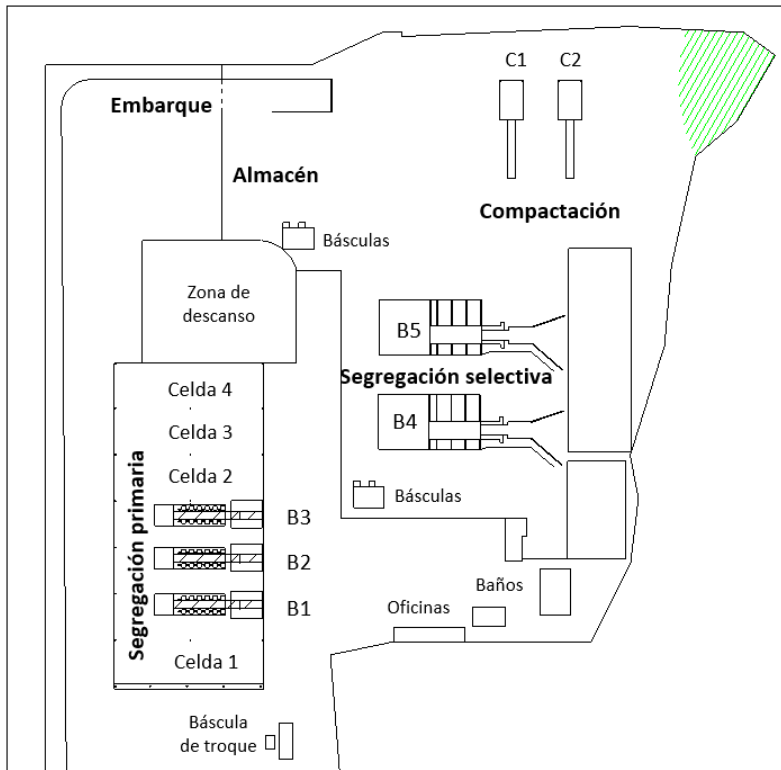 C1
C2
Embarque
Almacén
Compactación
Básculas
Zona de
descanso
B5
Segregación selectiva
Celda 4
B4
Celda 3
Celda 2
Segregación primaria
Básculas
B3
B2
Baños
B1
Oficinas
Celda 1
Báscula
de troque